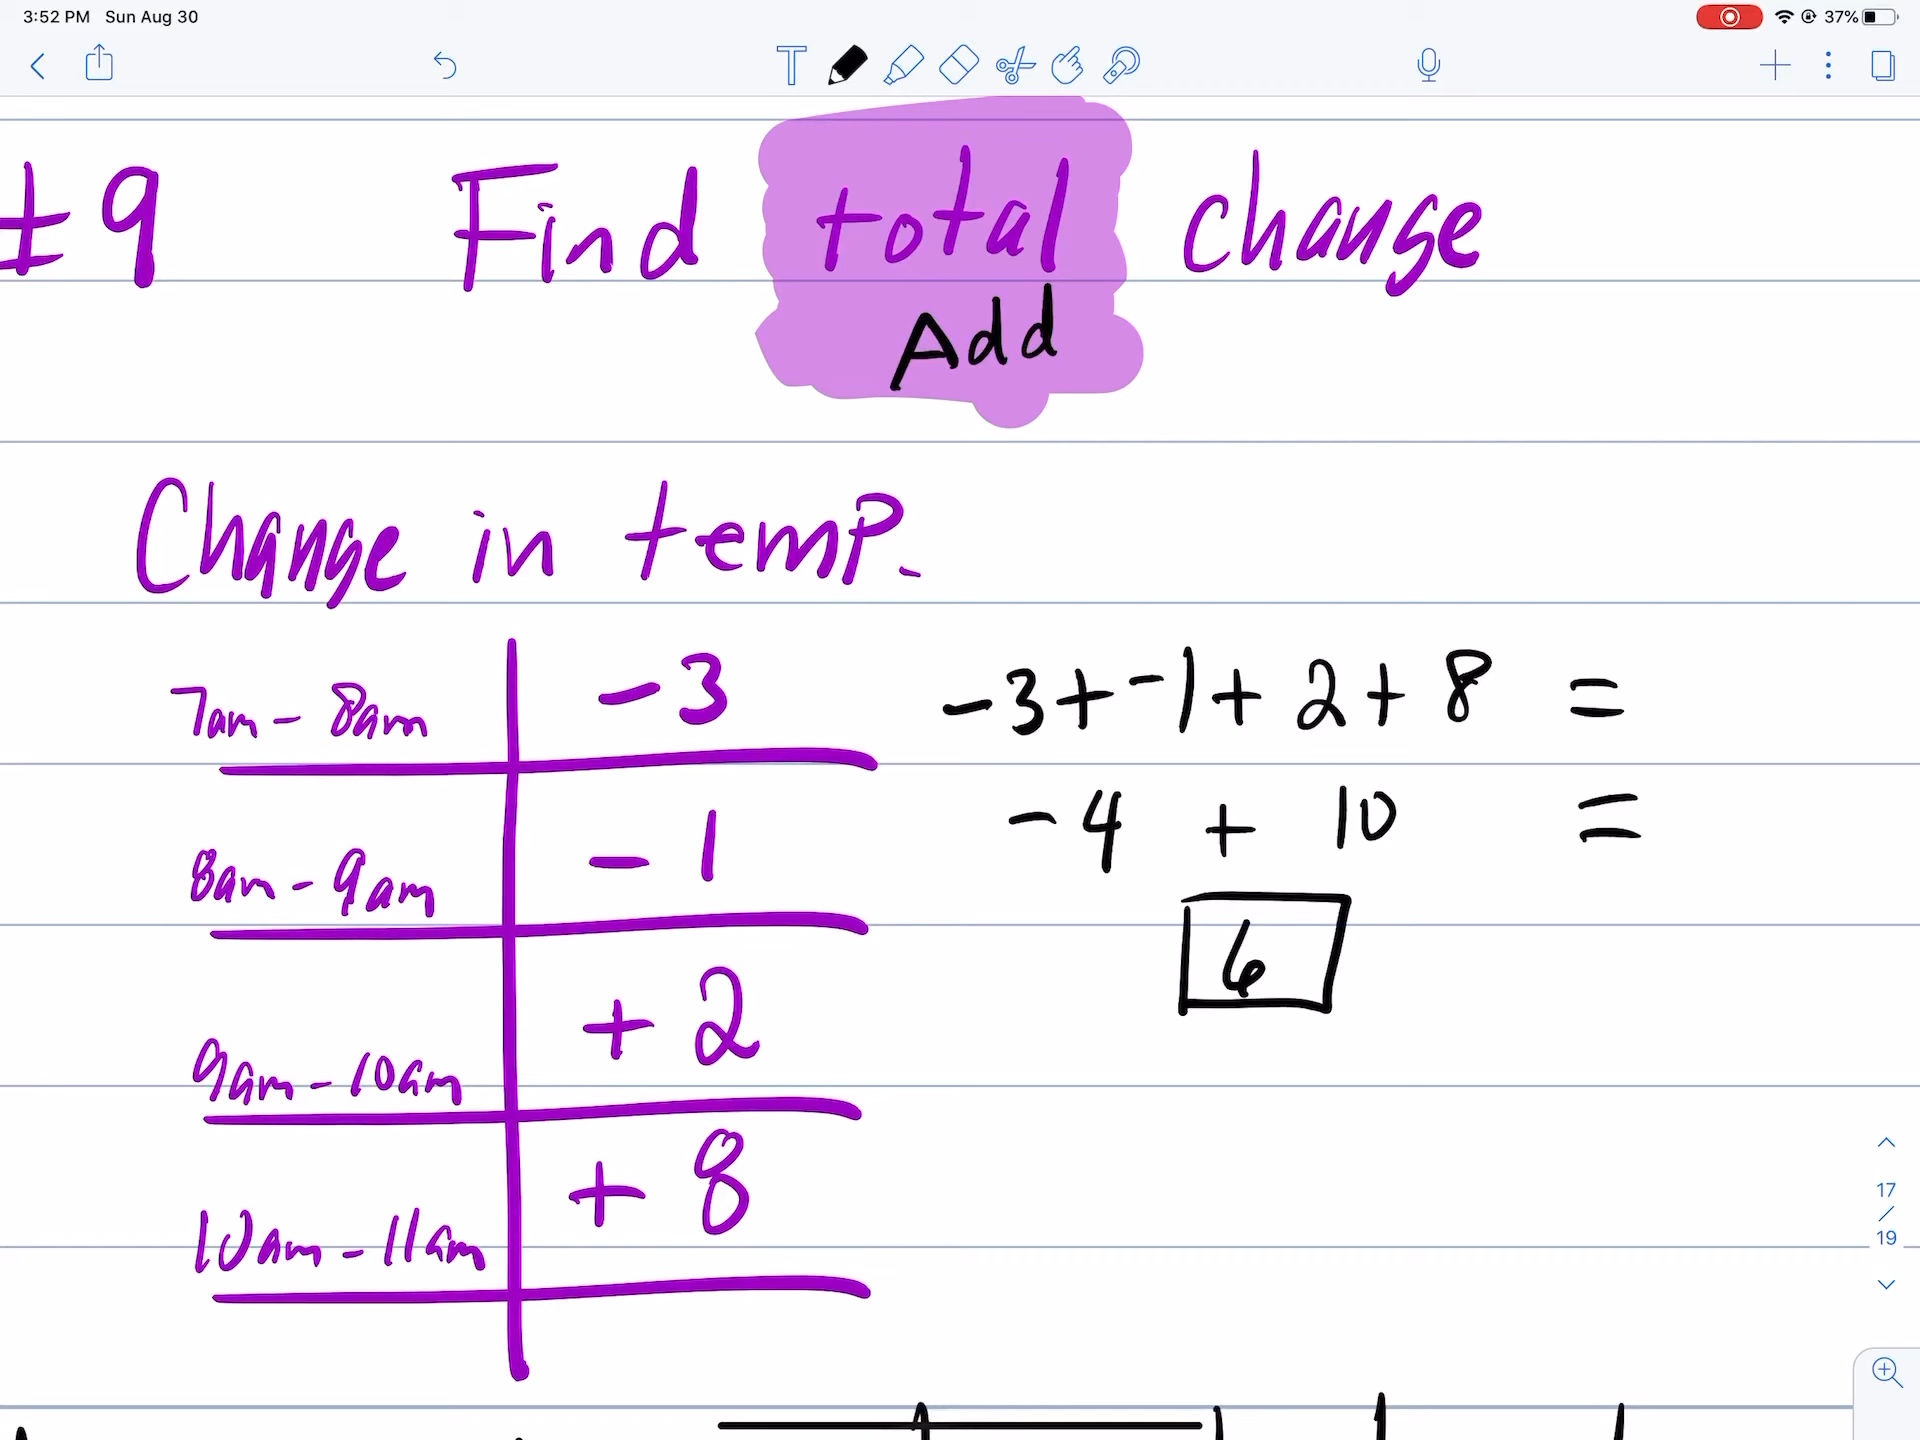 3:52 PM Sun Aug 30 37%
T
#9 Find total change
Add
Change in temp.
7am - 8am -3 -3 + -1 + 2 + 8 =
-4 + 10 =
8am - 9am - 1
6
9am - 10am + 2
10am - 11am + 8
17
/
19